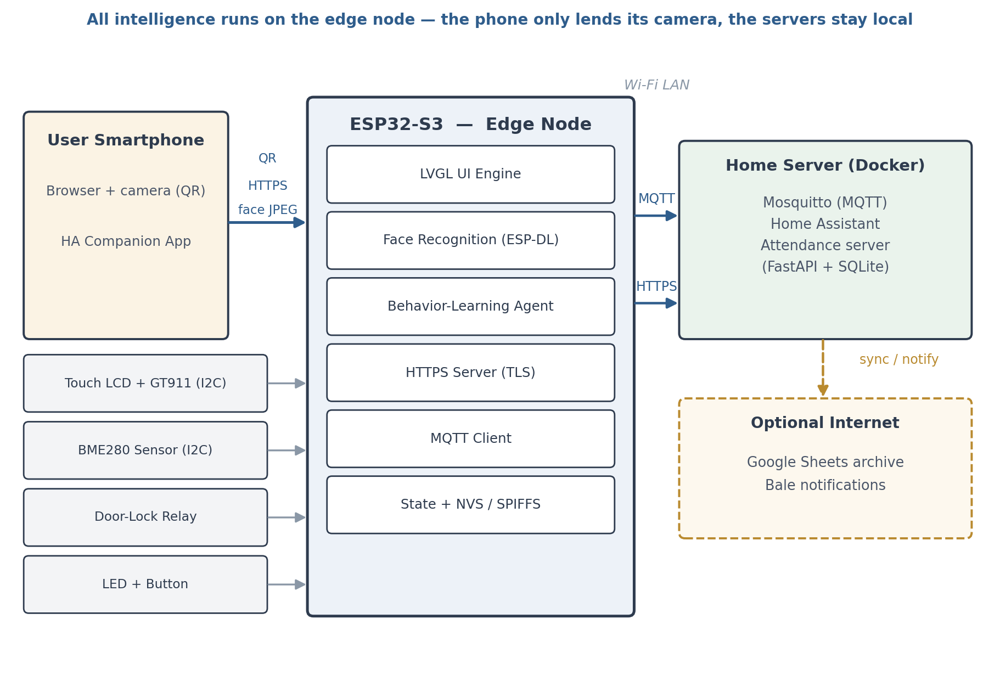 All intelligence runs on the edge node — the phone only lends its camera, the servers stay local
Wi-Fi LAN
User Smartphone
Browser + camera (QR)
HA Companion App
QR
HTTPS
face JPEG
Touch LCD + GT911 (I2C)
BME280 Sensor (I2C)
Door-Lock Relay
LED + Button
ESP32-S3 — Edge Node
LVGL UI Engine
Face Recognition (ESP-DL)
Behavior-Learning Agent
HTTPS Server (TLS)
MQTT Client
State + NVS / SPIFFS
MQTT
HTTPS
Home Server (Docker)
Mosquitto (MQTT)
Home Assistant
Attendance server
(FastAPI + SQLite)
sync / notify
Optional Internet
Google Sheets archive
Bale notifications